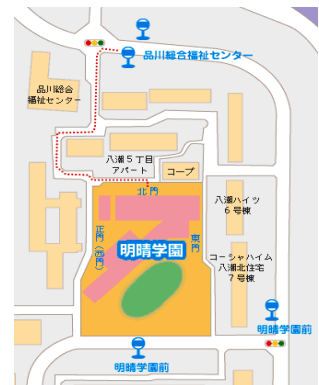 品川総合福祉センター
品川総合
福祉センター
八潮５丁目
アパート
コープ
北門
八潮ハイツ
６号棟
正門（西門）
明晴学園
東門
コーシャハイム
八潮北住宅
７号棟
明晴学園前
明晴学園前